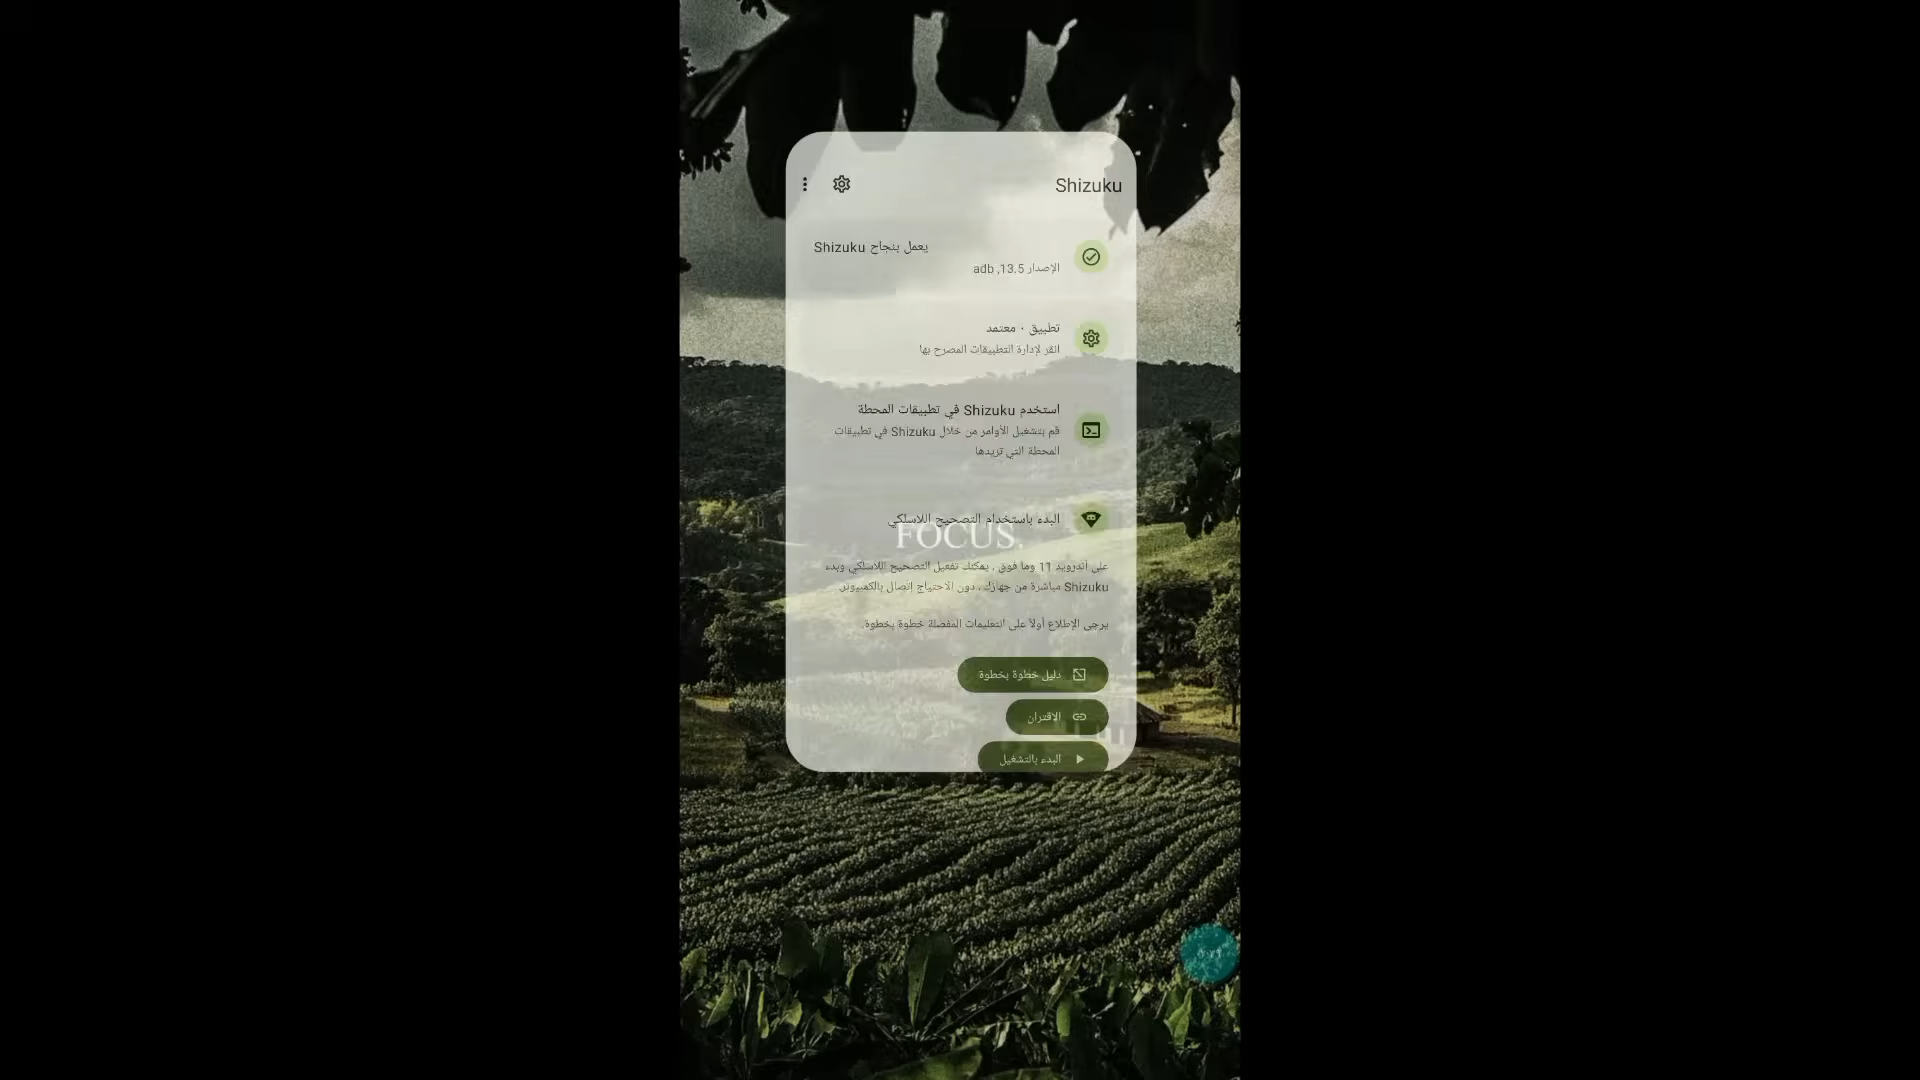 Shizuku
يعمل بنجاح Shizuku
الإصدار 13.5, adb
تطبيق · معتمد
انقر لإدارة التطبيقات المصرح بها
استخدم Shizuku في تطبيقات المحطة
قم بتشغيل الأوامر من خلال Shizuku في تطبيقات
المحطة التي تريدها
البدء باستخدام التصحيح اللاسلكي
FOCUS.
على أندرويد 11 وما فوق , يمكنك تفعيل التصحيح اللاسلكي وبدء
Shizuku مباشرة من جهازك , دون الاحتياج إتصال بالكمبيوتر.
يرجى الإطلاع أولاً على التعليمات المفصلة خطوة بخطوة.
دليل خطوة بخطوة
الاقتران
البدء بالتشغيل